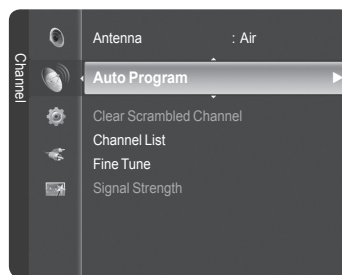 Channel
Antenna : Air
Auto Program
Clear Scrambled Channel
Channel List
Fine Tune
Signal Strength